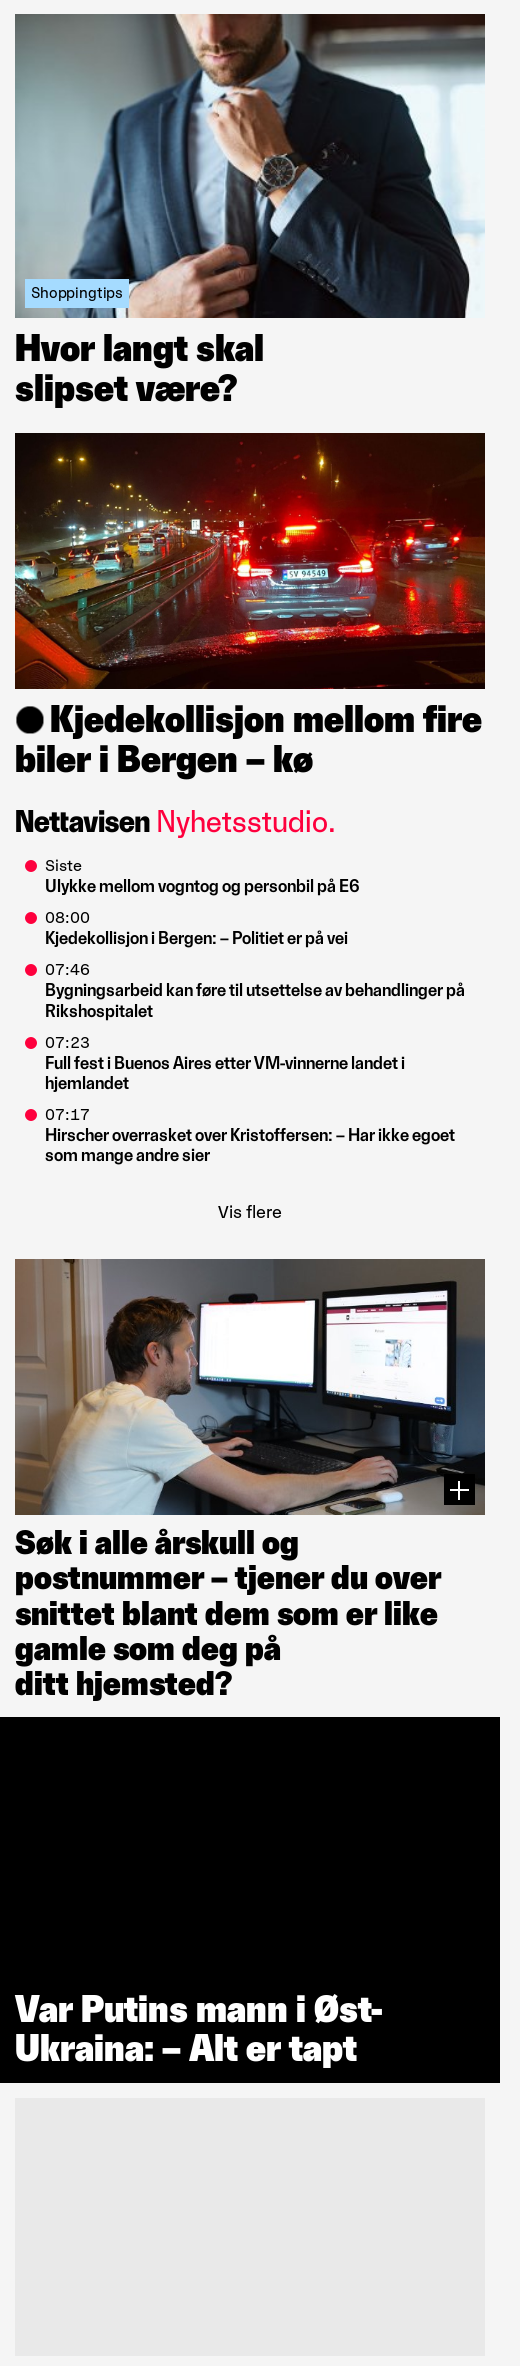 Shoppingtips
Hvor langt skal
slipset være?
SV 94549
Kjedekollisjon mellom fire
biler i Bergen – kø
Nettavisen Nyhetsstudio.
Siste
Ulykke mellom vogntog og personbil på E6
08:00
Kjedekollisjon i Bergen: – Politiet er på vei
07:46
Bygningsarbeid kan føre til utsettelse av behandlinger på
Rikshospitalet
07:23
Full fest i Buenos Aires etter VM-vinnerne landet i
hjemlandet
07:17
Hirscher overrasket over Kristoffersen: – Har ikke egoet
som mange andre sier
Vis flere
Søk i alle årskull og
postnummer – tjener du over
snittet blant dem som er like
gamle som deg på
ditt hjemsted?
Var Putins mann i Øst-
Ukraina: – Alt er tapt